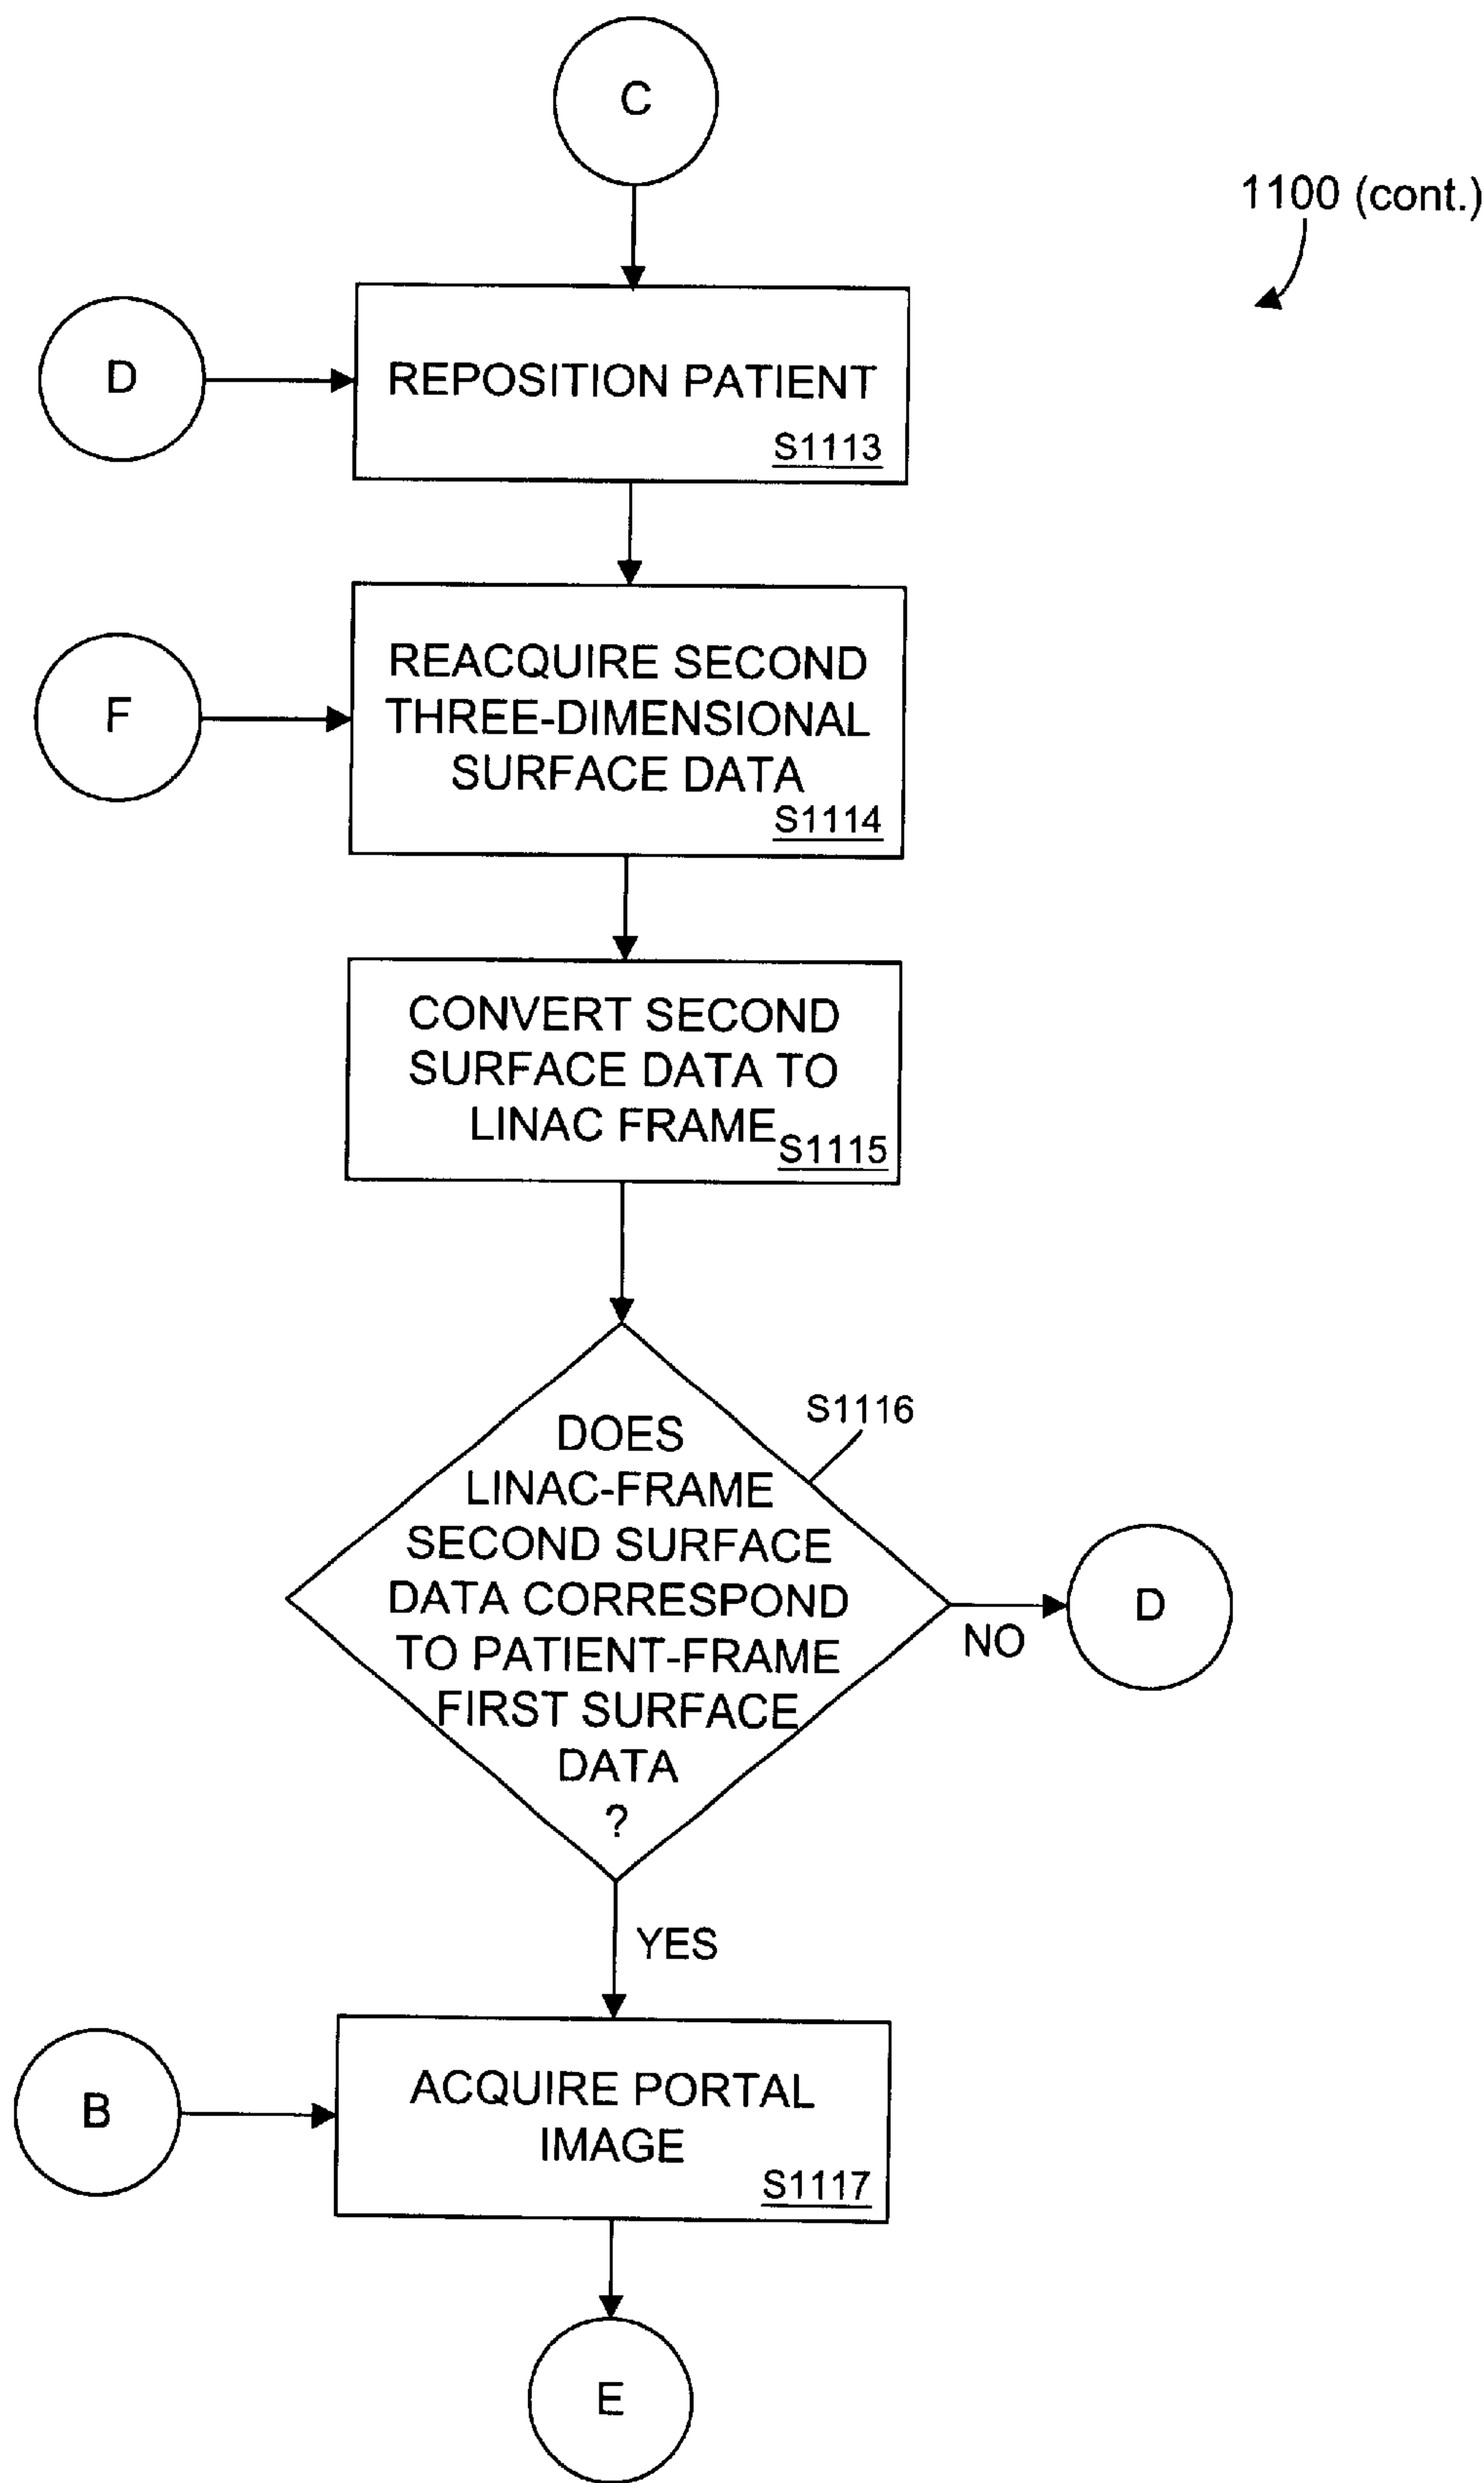 C
1100 (cont.)
D
REPOSITION PATIENT
S1113
F
REACQUIRE SECOND
THREE-DIMENSIONAL
SURFACE DATA
S1114
CONVERT SECOND
SURFACE DATA TO
LINAC FRAME
S1115
S1116
DOES
LINAC-FRAME
SECOND SURFACE
DATA CORRESPOND
TO PATIENT-FRAME
FIRST SURFACE
DATA
?
NO
D
YES
B
ACQUIRE PORTAL
IMAGE
S1117
E